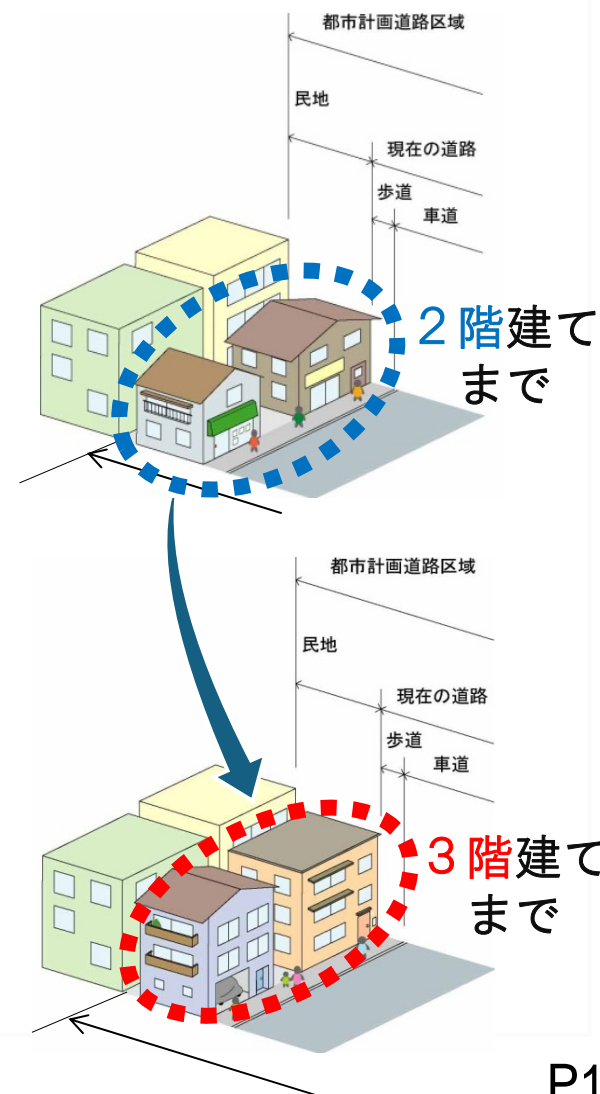 都市計画道路区域
民地
現在の道路
歩道
車道
２階建て
まで
都市計画道路区域
民地
現在の道路
歩道
車道
３階建て
まで
P1